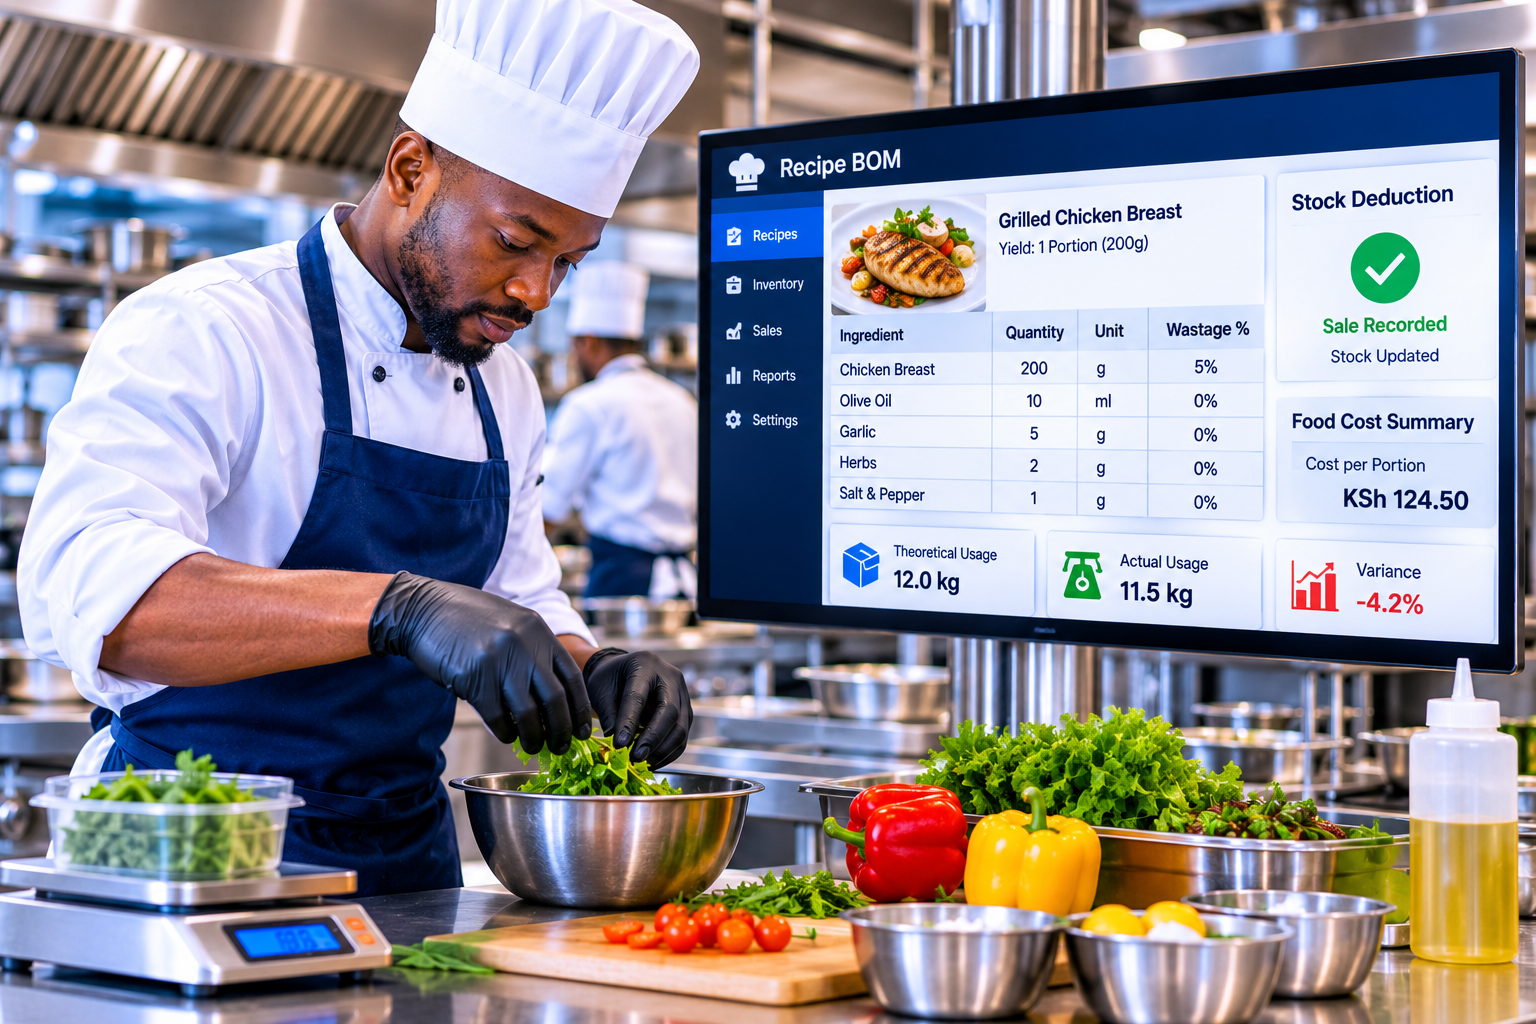 Recipe BOM
Recipes
Inventory
Sales
Reports
Settings
Grilled Chicken Breast
Yield: 1 Portion (200g)
Ingredient Quantity Unit Wastage %
Chicken Breast 200 g 5%
Olive Oil 10 ml 0%
Garlic 5 g 0%
Herbs 2 g 0%
Salt & Pepper 1 g 0%
Theoretical Usage
12.0 kg
Actual Usage
11.5 kg
Stock Deduction
Sale Recorded
Stock Updated
Food Cost Summary
Cost per Portion
KSh 124.50
Variance
-4.2%